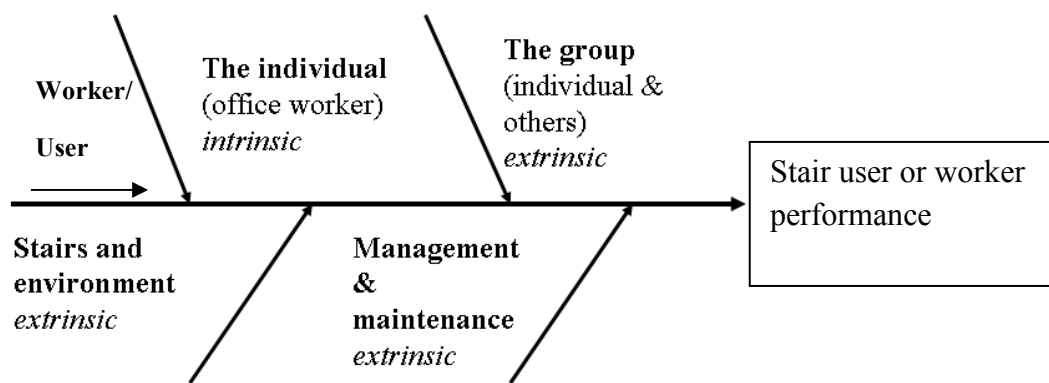 Worker/
User
The individual
(office worker)
intrinsic
The group
(individual &
others)
extrinsic
Stair user or worker
performance
Stairs and
environment
extrinsic
Management
&
maintenance
extrinsic